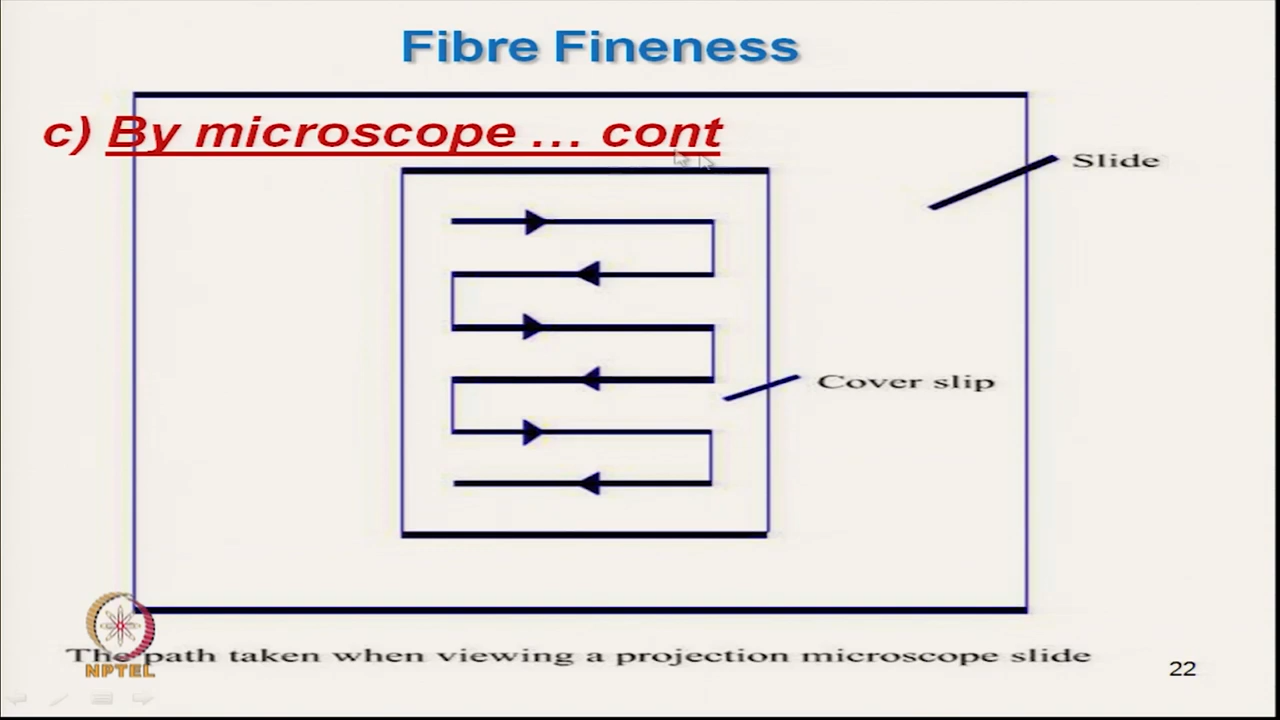 Fibre Fineness
c) By microscope ... cont
Slide
Cover slip
The path taken when viewing a projection microscope slide
NPTEL
22